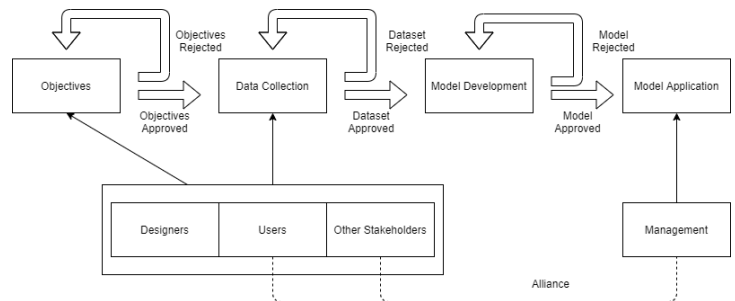 Objectives
Rejected
Dataset
Rejected
Model
Rejected
Objectives
Data Collection
Model Development
Model Application
Objectives
Approved
Dataset
Approved
Model
Approved
Designers
Users
Other Stakeholders
Management
Alliance